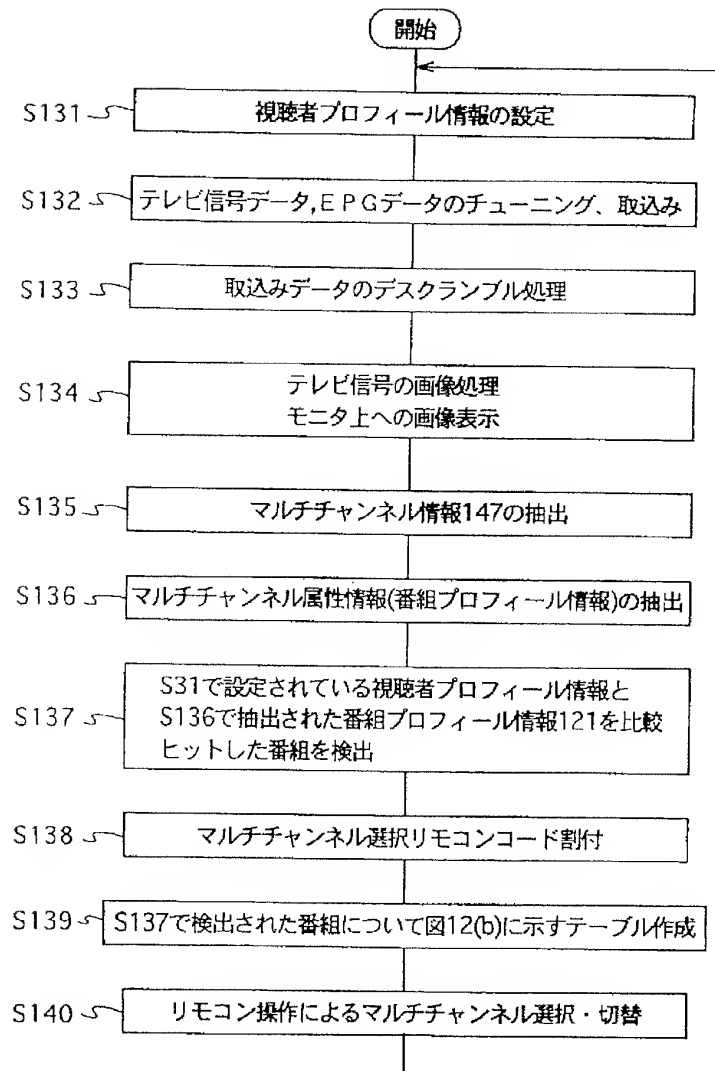 開始
S131 視聴者プロフィール情報の設定
S132 テレビ信号データ,EPGデータのチューニング、取込み
S133 取込みデータのデスクランブル処理
S134 テレビ信号の画像処理
モニタ上への画像表示
S135 マルチチャンネル情報147の抽出
S136 マルチチャンネル属性情報(番組プロフィール情報)の抽出
S137 S31で設定されている視聴者プロフィール情報と
S136で抽出された番組プロフィール情報121を比較
ヒットした番組を検出
S138 マルチチャンネル選択リモコンコード割付
S139 S137で検出された番組について図12(b)に示すテーブル作成
S140 リモコン操作によるマルチチャンネル選択・切替